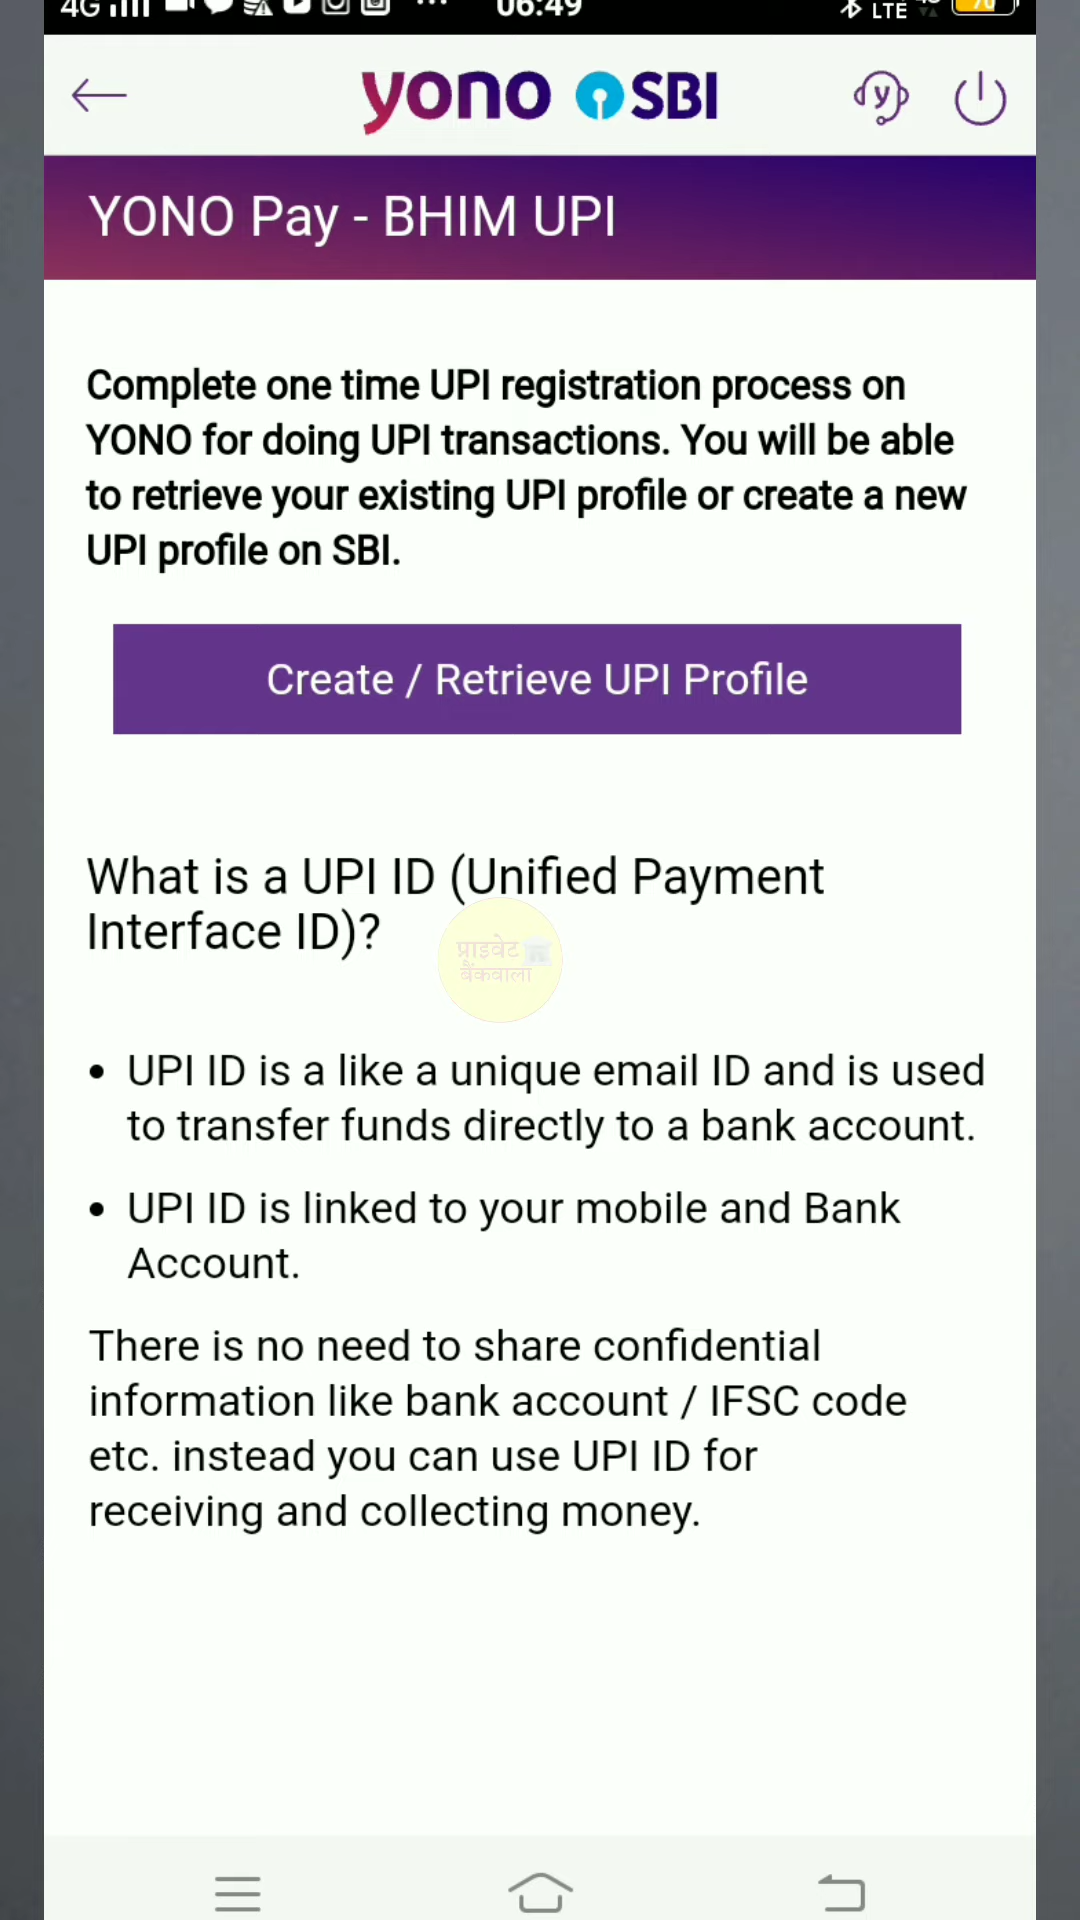 4G 06:49 LTE
yono SBI
YONO Pay - BHIM UPI
Complete one time UPI registration process on
YONO for doing UPI transactions. You will be able
to retrieve your existing UPI profile or create a new
UPI profile on SBI.
Create / Retrieve UPI Profile
What is a UPI ID (Unified Payment
Interface ID)?
प्राइवेट
बैंकवाला
• UPI ID is a like a unique email ID and is used
to transfer funds directly to a bank account.
• UPI ID is linked to your mobile and Bank
Account.
There is no need to share confidential
information like bank account / IFSC code
etc. instead you can use UPI ID for
receiving and collecting money.